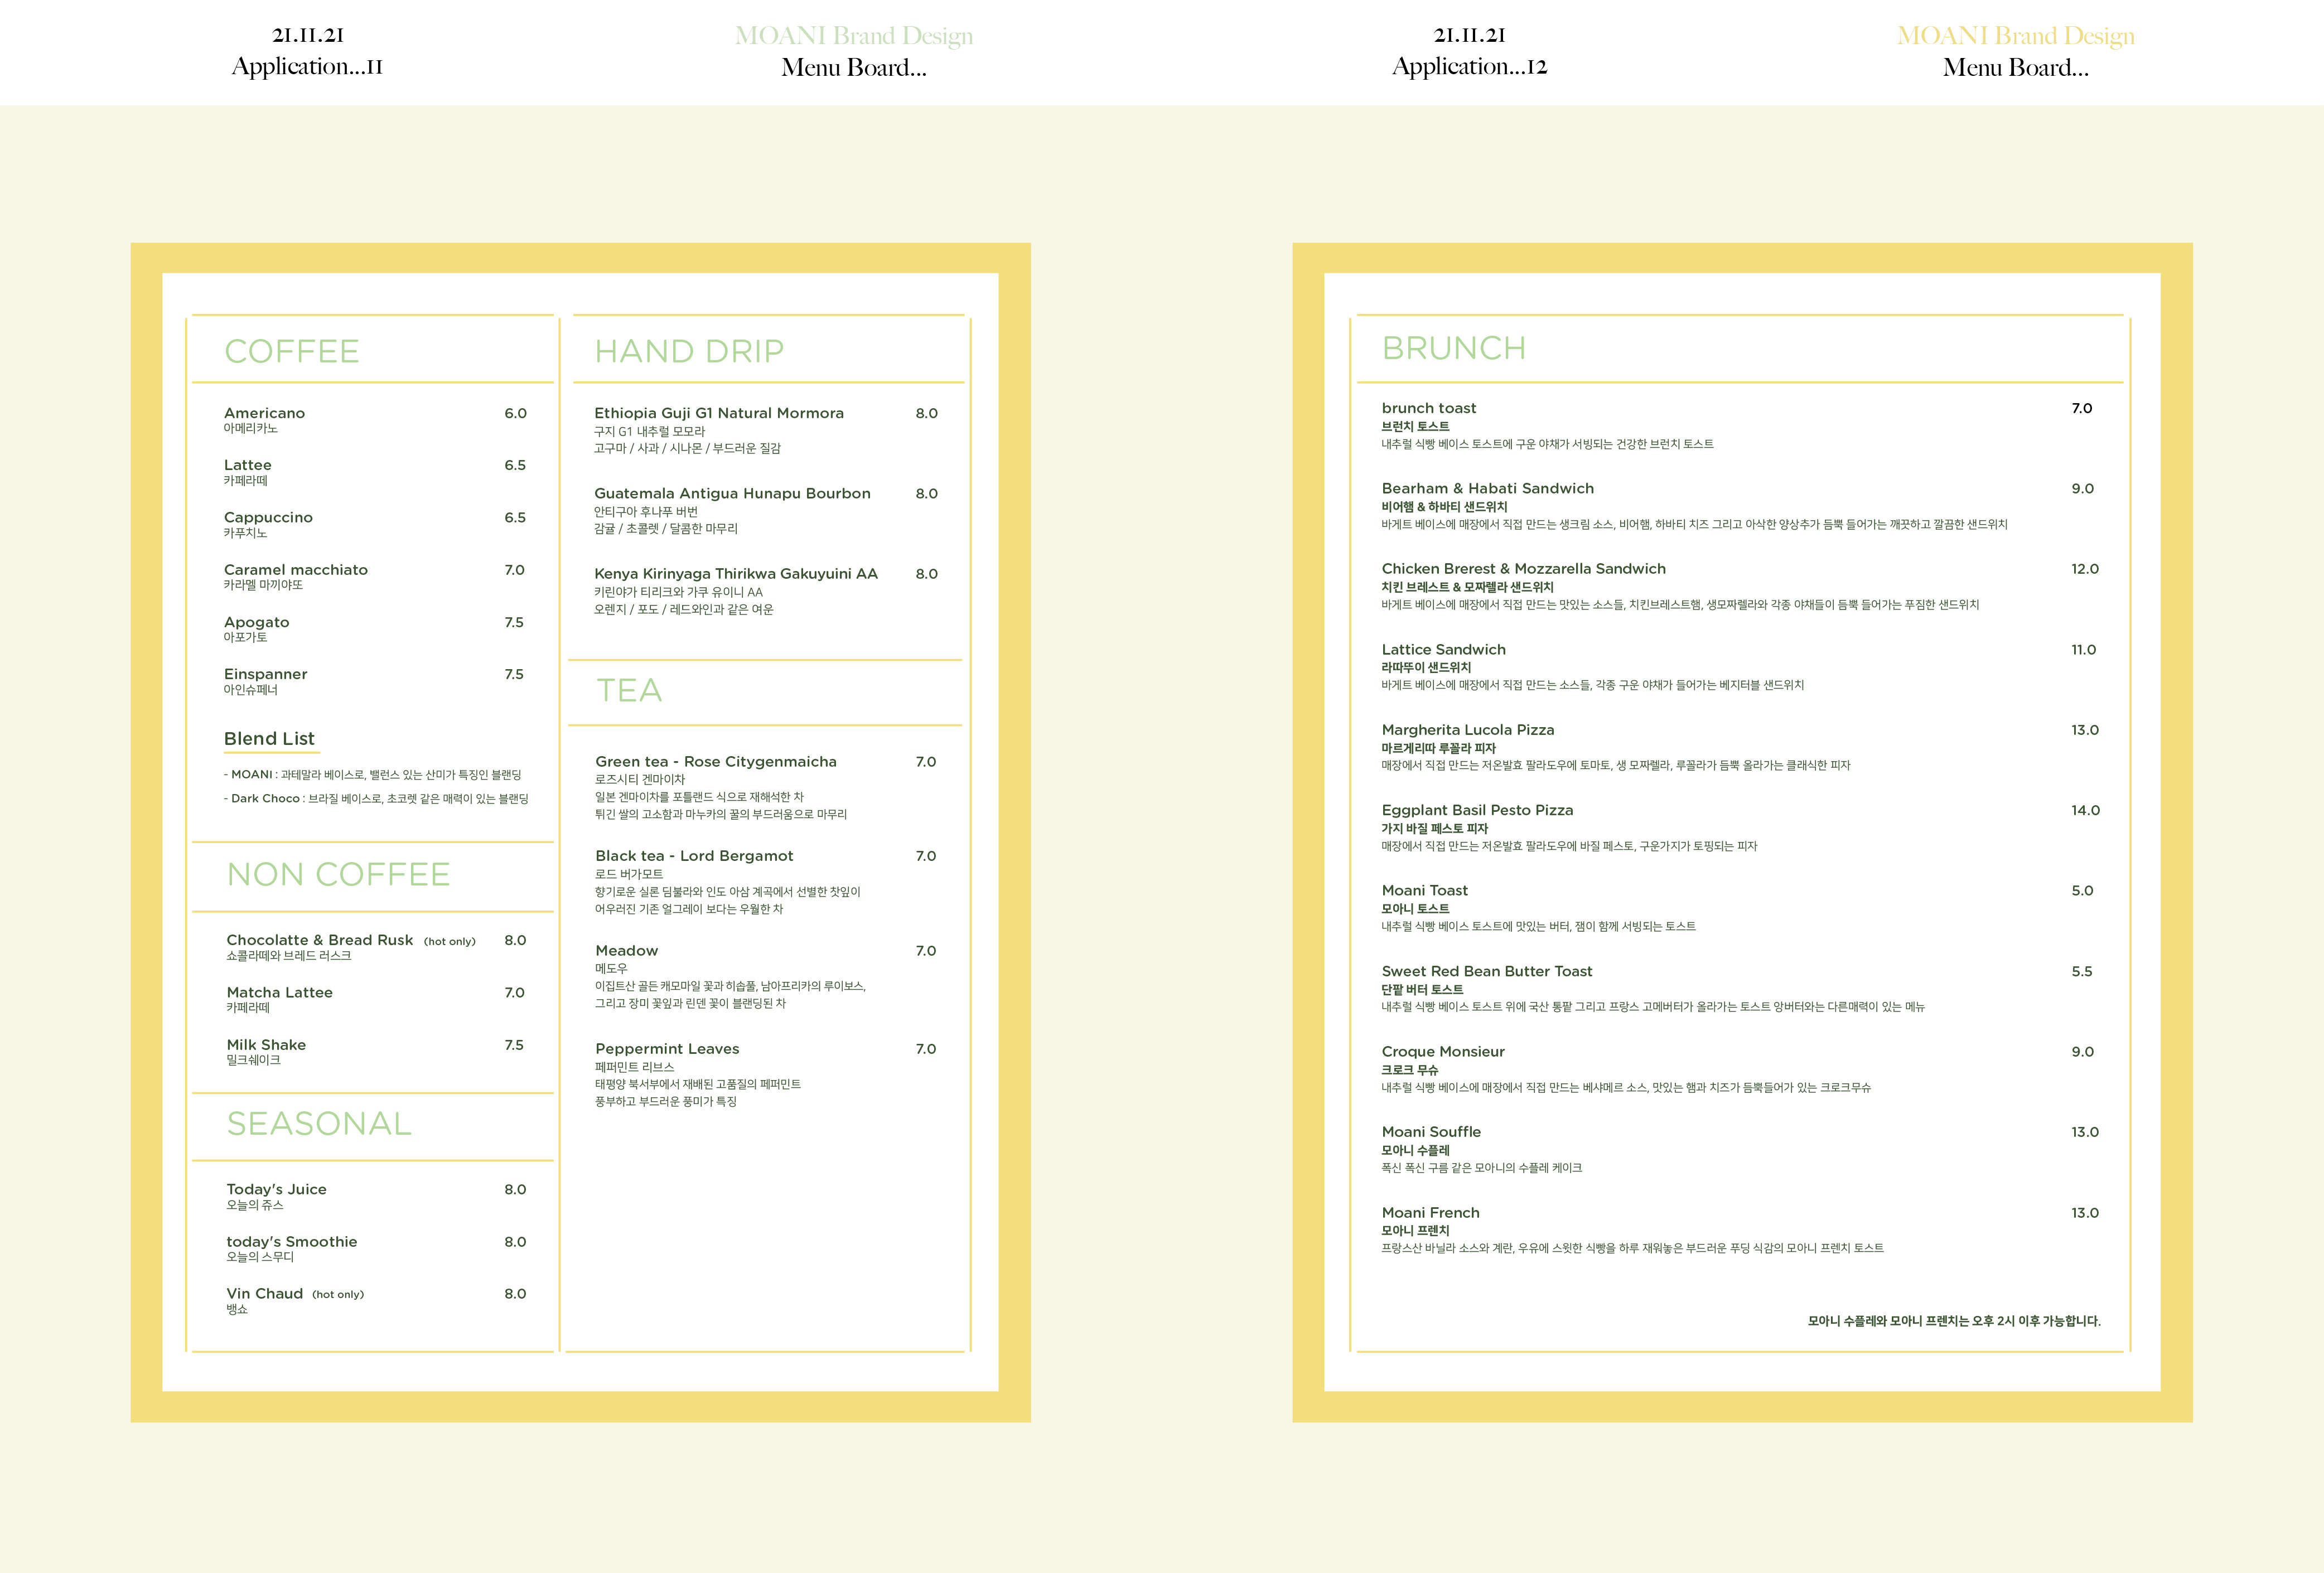 21.11.21
Application...11
MOANI Brand Design
Menu Board...
21.11.21
Application...12
MOANI Brand Design
Menu Board...
COFFEE
Americano 6.0
아메리카노
Lattee 6.5
카페라떼
Cappuccino 6.5
카푸치노
Caramel macchiato 7.0
카라멜 마끼야또
Apogato 7.5
아포가토
Einspanner 7.5
아인슈페너
Blend List
- MOANI : 과테말라 베이스로, 밸런스 있는 산미가 특징인 블랜딩
- Dark Choco : 브라질 베이스로, 초코렛 같은 매력이 있는 블랜딩
NON COFFEE
Chocolatte & Bread Rusk (hot only) 8.0
쇼콜라떼와 브레드 러스크
Matcha Lattee 7.0
카페라떼
Milk Shake 7.5
밀크쉐이크
SEASONAL
Today's Juice 8.0
오늘의 쥬스
today's Smoothie 8.0
오늘의 스무디
Vin Chaud (hot only) 8.0
뱅쇼
HAND DRIP
Ethiopia Guji G1 Natural Mormora 8.0
구지 G1 내추럴 모모라
고구마 / 사과 / 시나몬 / 부드러운 질감
Guatemala Antigua Hunapu Bourbon 8.0
안티구아 후나푸 버번
감귤 / 초콜렛 / 달콤한 마무리
Kenya Kirinyaga Thirikwa Gakuyuini AA 8.0
키린야가 티리크와 가쿠 유이니 AA
오렌지 / 포도 / 레드와인과 같은 여운
TEA
Green tea - Rose Citygenmaicha 7.0
로즈시티 겐마이차
일본 겐마이차를 포틀랜드 식으로 재해석한 차
튀긴 쌀의 고소함과 마누카의 꿀의 부드러움으로 마무리
Black tea - Lord Bergamot 7.0
로드 버가모트
향기로운 실론 딤불라와 인도 아삼 계곡에서 선별한 찻잎이
어우러진 기존 얼그레이 보다는 우월한 차
Meadow 7.0
메도우
이집트산 골든 캐모마일 꽃과 히솝풀, 남아프리카의 루이보스,
그리고 장미 꽃잎과 린덴 꽃이 블랜딩된 차
Peppermint Leaves 7.0
페퍼민트 리브스
태평양 북서부에서 재배된 고품질의 페퍼민트
풍부하고 부드러운 풍미가 특징
BRUNCH
brunch toast 7.0
브런치 토스트
내추럴 식빵 베이스 토스트에 구운 야채가 서빙되는 건강한 브런치 토스트
Bearham & Habati Sandwich 9.0
비어햄 & 하바티 샌드위치
바게트 베이스에 매장에서 직접 만드는 생크림 소스, 비어햄, 하바티 치즈 그리고 아삭한 양상추가 듬뿍 들어가는 깨끗하고 깔끔한 샌드위치
Chicken Brerest & Mozzarella Sandwich 12.0
치킨 브레스트 & 모짜렐라 샌드위치
바게트 베이스에 매장에서 직접 만드는 맛있는 소스들, 치킨브레스트햄, 생모짜렐라와 각종 야채들이 듬뿍 들어가는 푸짐한 샌드위치
Lattice Sandwich 11.0
라따뚜이 샌드위치
바게트 베이스에 매장에서 직접 만드는 소스들, 각종 구운 야채가 들어가는 베지터블 샌드위치
Margherita Lucola Pizza 13.0
마르게리따 루꼴라 피자
매장에서 직접 만드는 저온발효 팔라도우에 토마토, 생 모짜렐라, 루꼴라가 듬뿍 올라가는 클래식한 피자
Eggplant Basil Pesto Pizza 14.0
가지 바질 페스토 피자
매장에서 직접 만드는 저온발효 팔라도우에 바질 페스토, 구운가지가 토핑되는 피자
Moani Toast 5.0
모아니 토스트
내추럴 식빵 베이스 토스트에 맛있는 버터, 잼이 함께 서빙되는 토스트
Sweet Red Bean Butter Toast 5.5
단팥 버터 토스트
내추럴 식빵 베이스 토스트 위에 국산 통팥 그리고 프랑스 고메버터가 올라가는 토스트 앙버터와는 다른매력이 있는 메뉴
Croque Monsieur 9.0
크로크 무슈
내추럴 식빵 베이스에 매장에서 직접 만드는 베샤메르 소스, 맛있는 햄과 치즈가 듬뿍들어가 있는 크로크무슈
Moani Souffle 13.0
모아니 수플레
폭신 폭신 구름 같은 모아니의 수플레 케이크
Moani French 13.0
모아니 프렌치
프랑스산 바닐라 소스와 계란, 우유에 스윗한 식빵을 하루 재워놓은 부드러운 푸딩 식감의 모아니 프렌치 토스트
모아니 수플레와 모아니 프렌치는 오후 2시 이후 가능합니다.